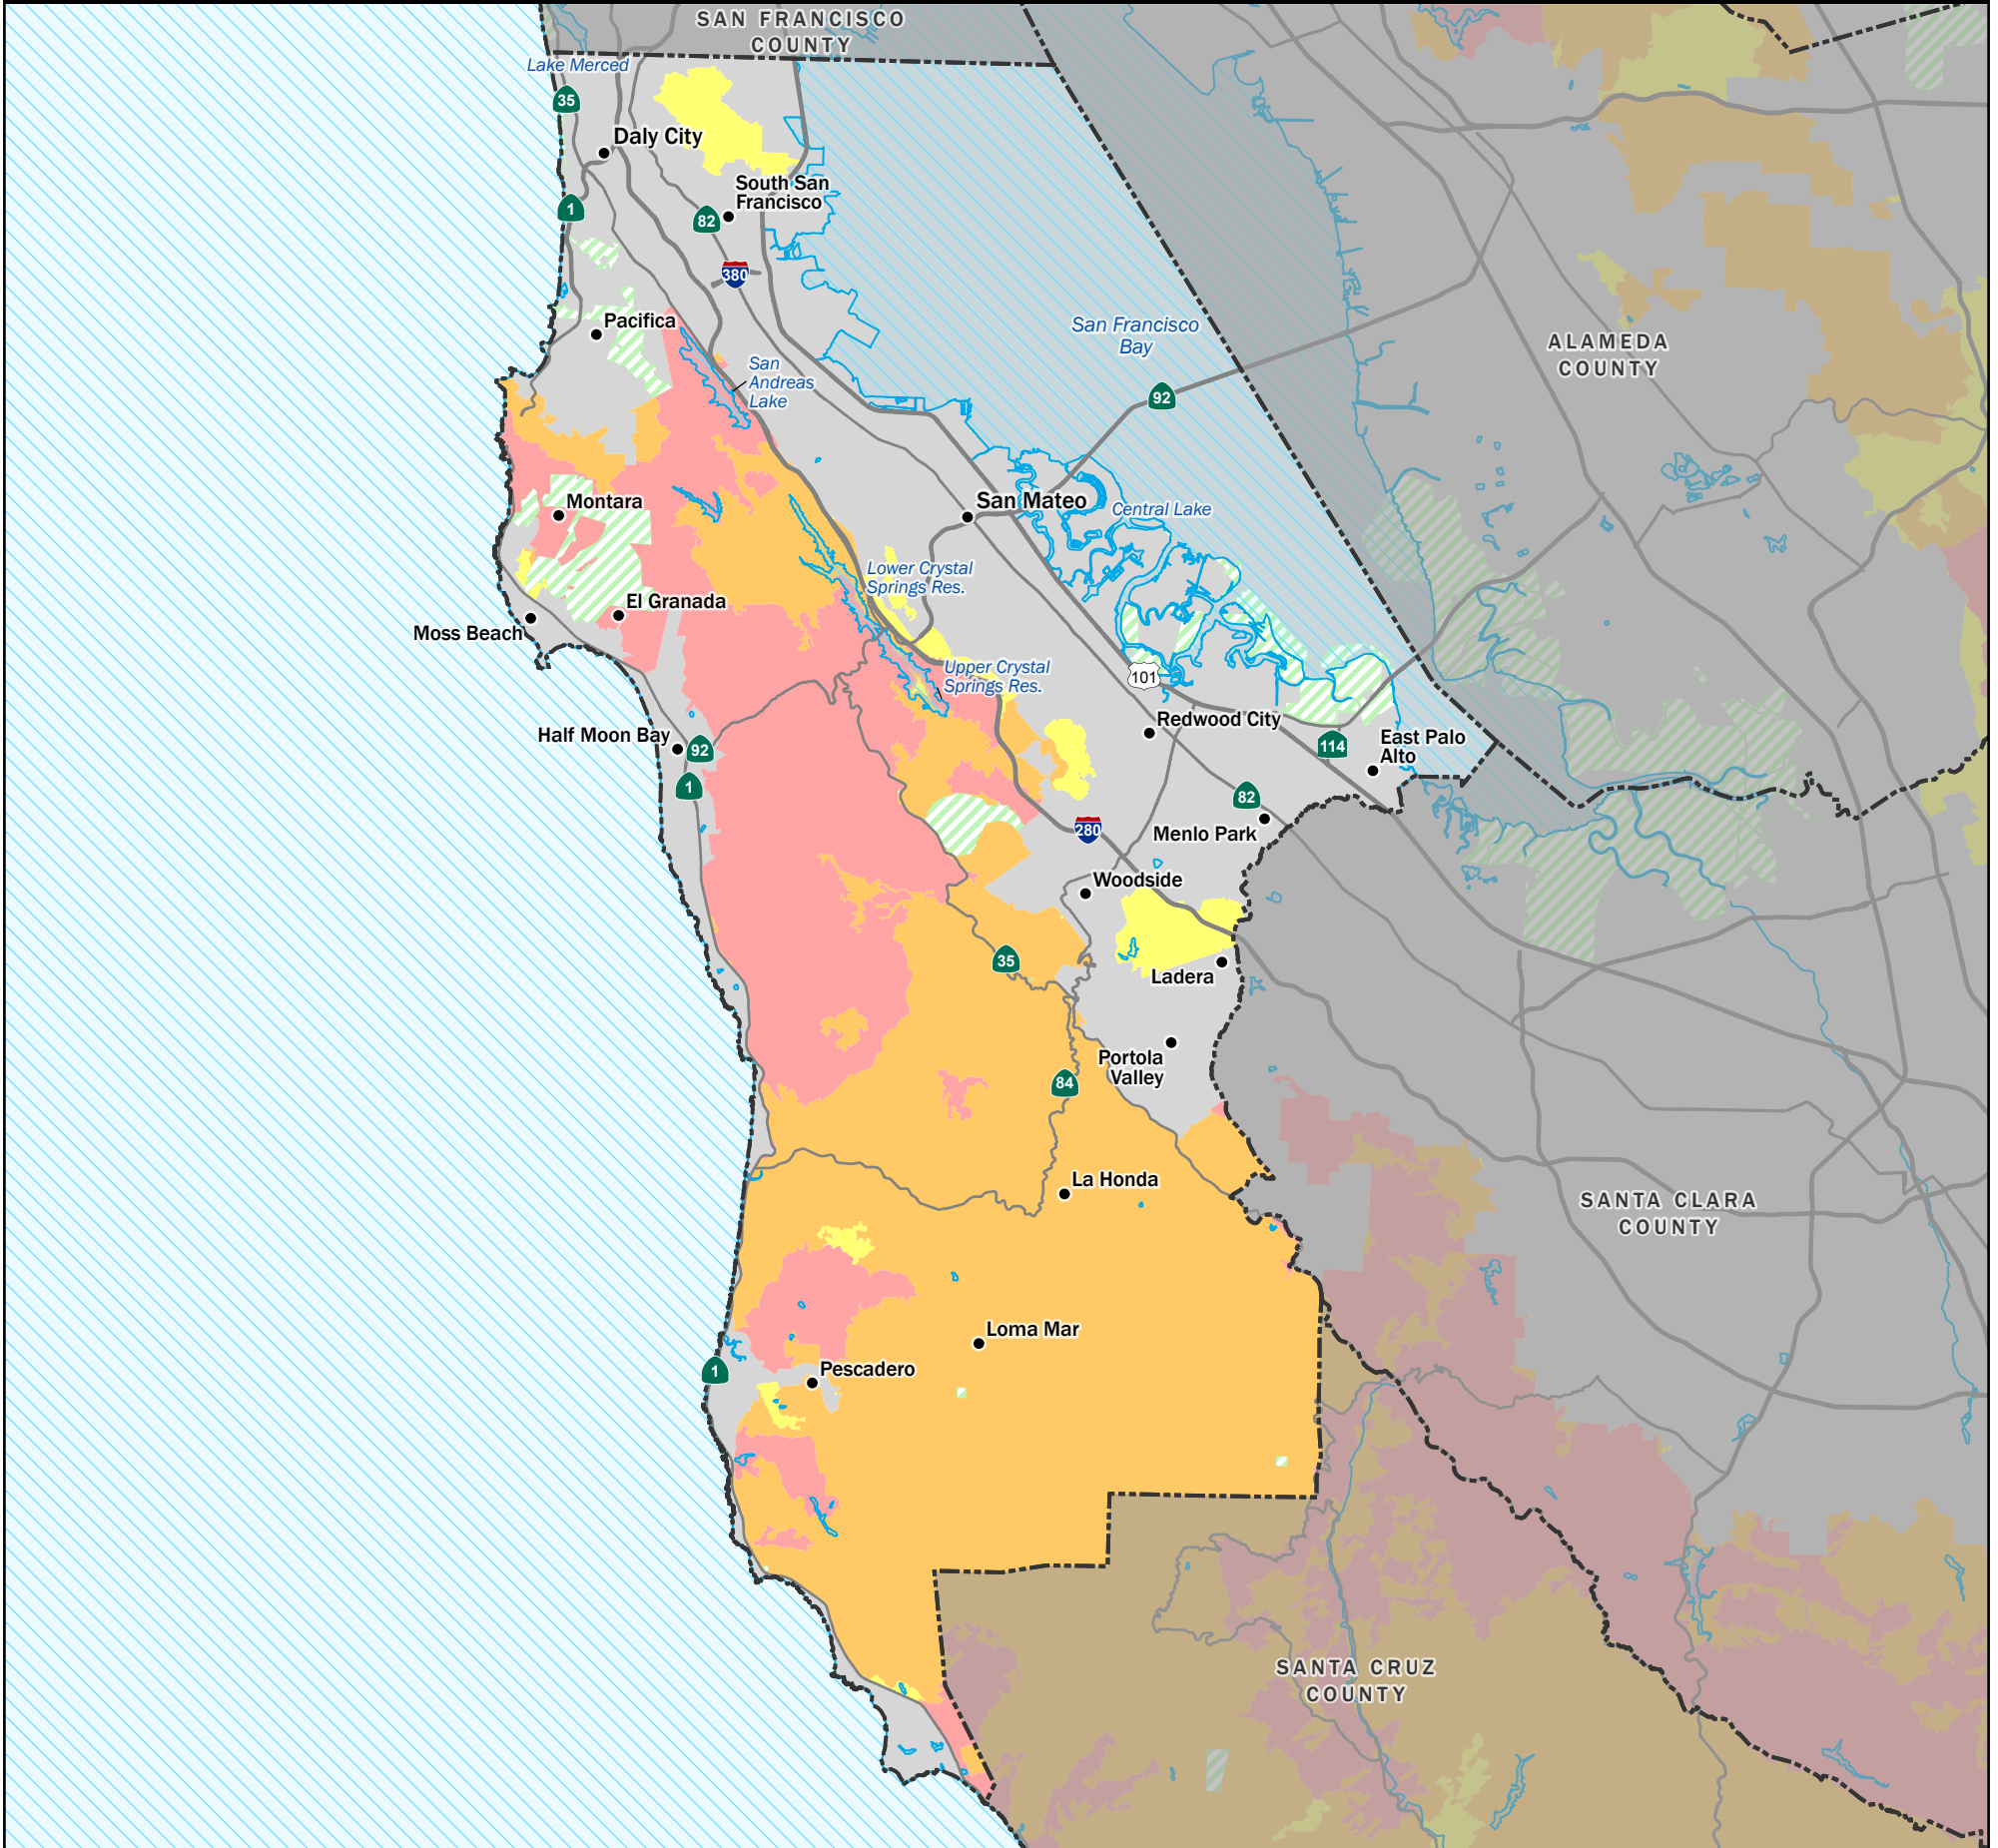 SAN FRANCISCO
COUNTY
Lake Merced
35
Daly City
South San
Francisco
1
82
380
Pacifica
San Francisco
Bay
ALAMEDA
COUNTY
San
Andreas
Lake
92
Montara
San Mateo
Central Lake
Lower Crystal
Springs Res.
El Granada
Moss Beach
Upper Crystal
Springs Res.
101
Redwood City
Half Moon Bay
92
114
East Palo
Alto
1
82
280
Menlo Park
Woodside
35
Ladera
Portola
Valley
84
La Honda
SANTA CLARA
COUNTY
Loma Mar
1
Pescadero
SANTA CRUZ
COUNTY